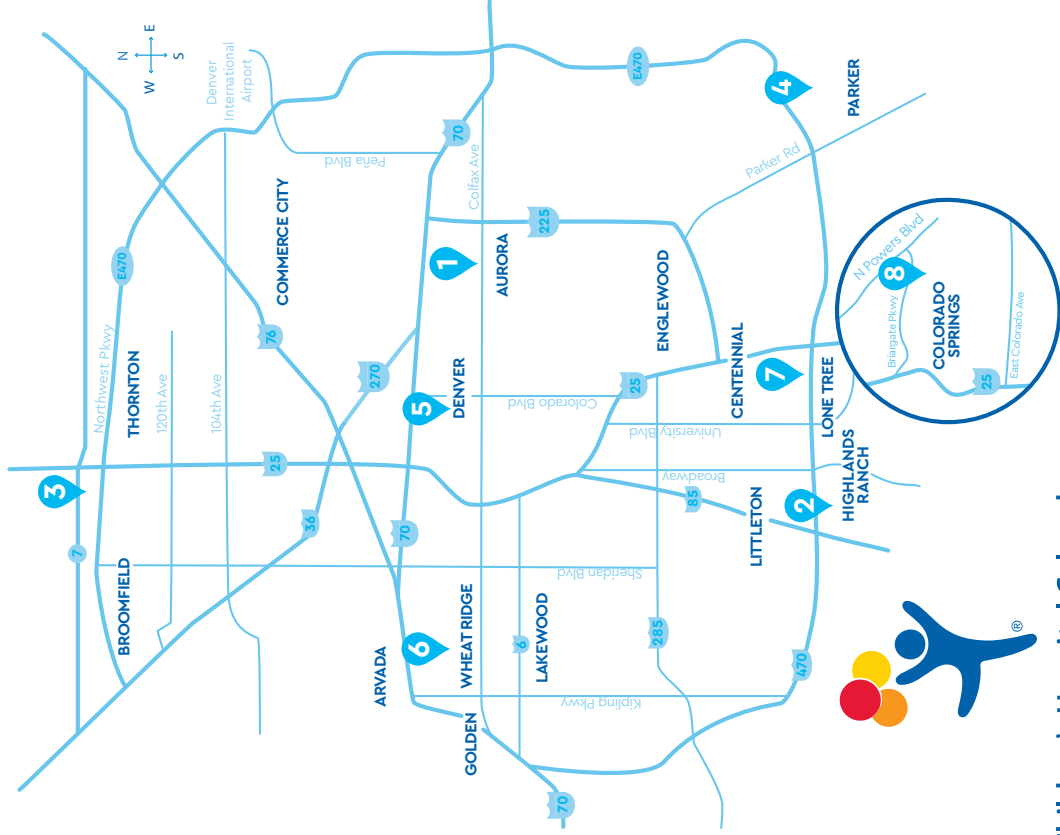 N
W
E
S
Denver
International
Airport
Northwest Pkwy
E470
3
7
THORNTON
120th Ave
104th Ave
COMMERCE CITY
Peña Blvd
76
25
36
270
BROOMFIELD
70
Colfax Ave
E470
4
PARKER
Parker Rd
1
AURORA
225
5
DENVER
Colorado Blvd
ENGLEWOOD
25
CENTENNIAL
7
LONE TREE
University Blvd
Broadway
HIGHLANDS
RANCH
2
85
LITTLETON
70
Sheridan Blvd
ARVADA
6
WHEAT RIDGE
LAKEWOOD
6
285
Kipling Pkwy
470
GOLDEN
70
N Powers Blvd
8
Briargate Pkwy
COLORADO
SPRINGS
25
East Colorado Ave
®